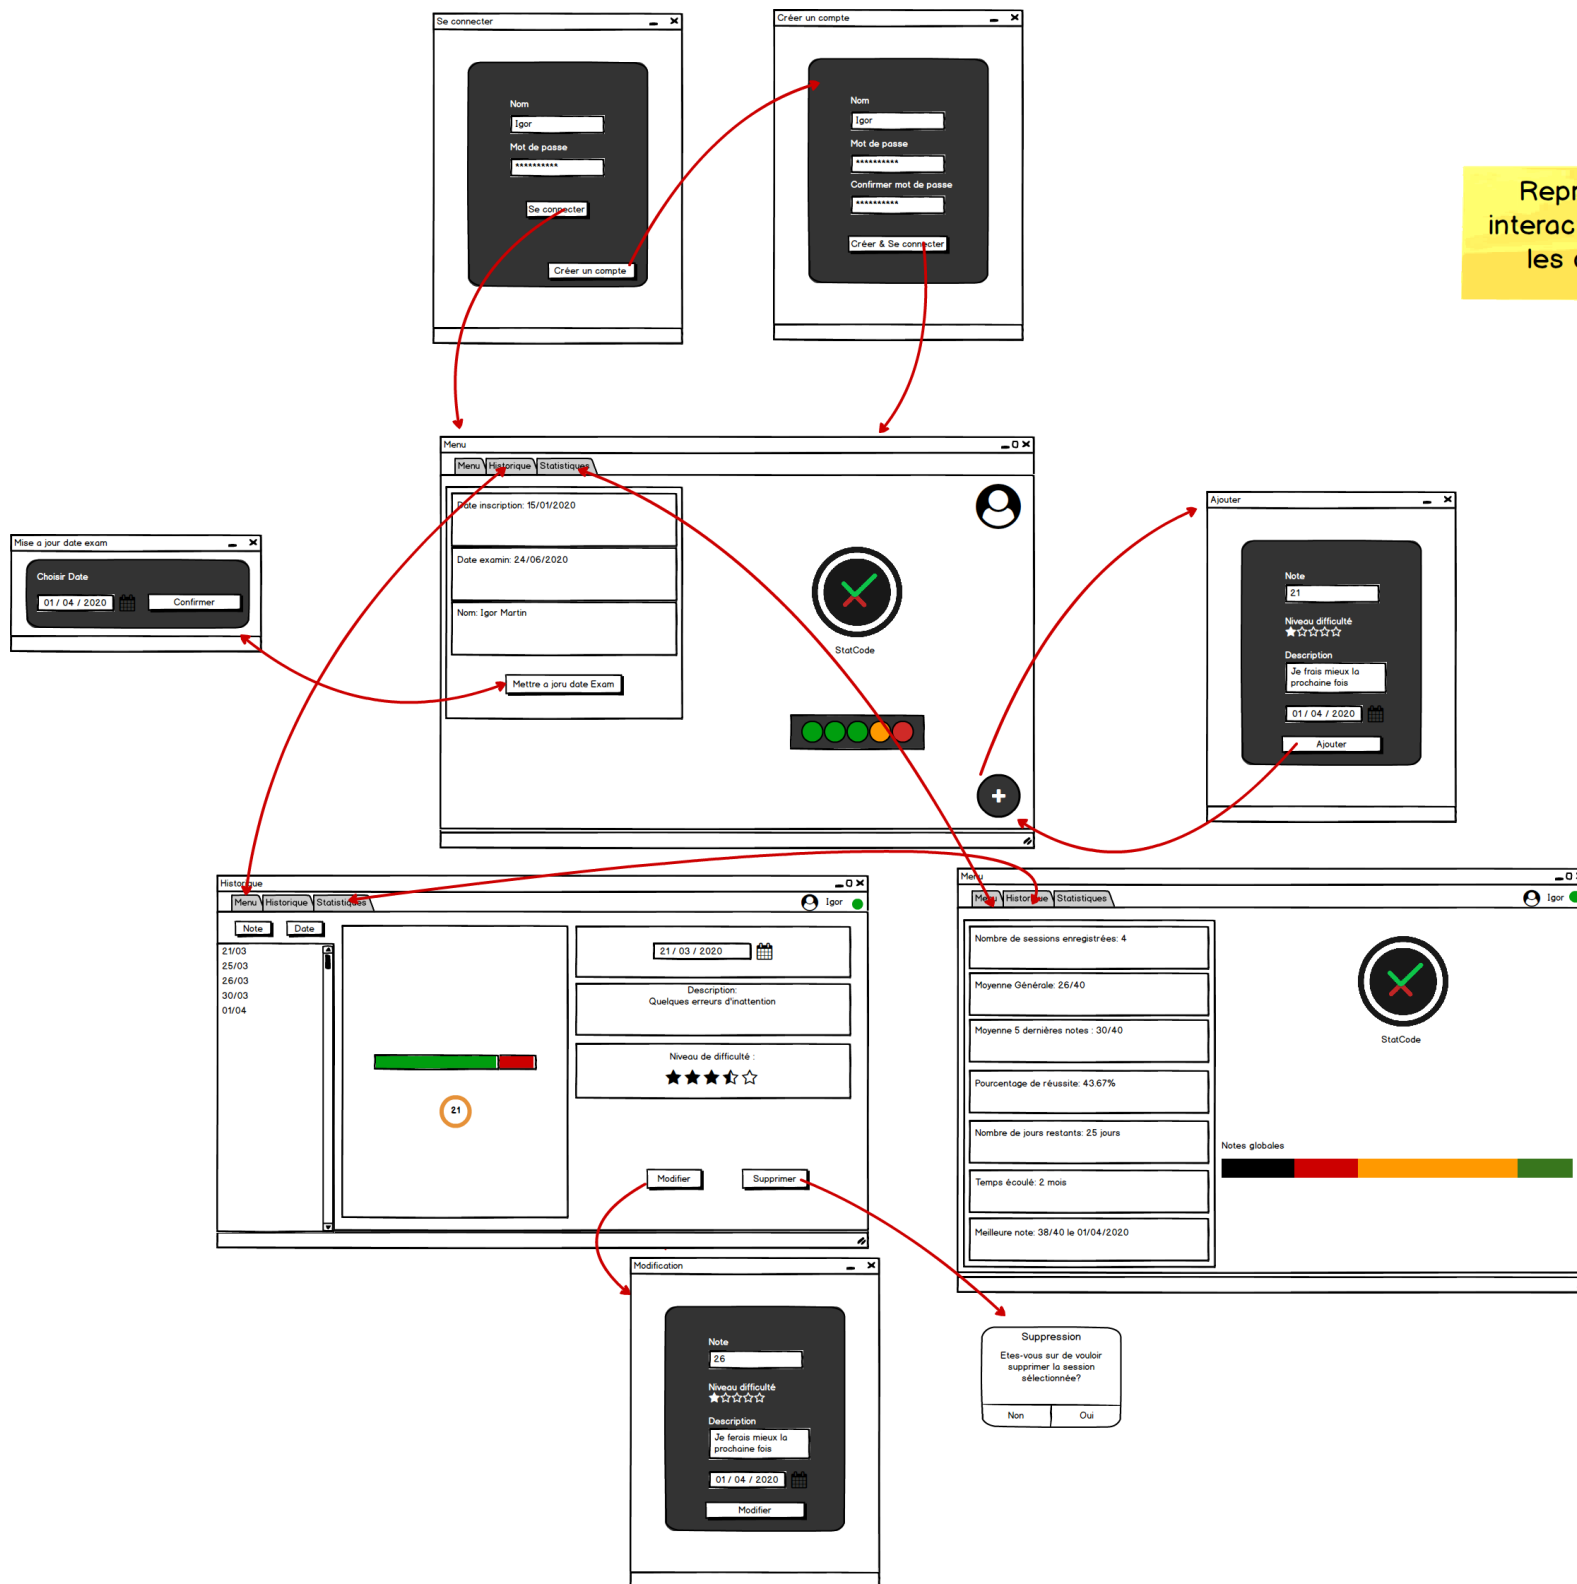 Se connecter
Nom
Igor
Mot de passe
**********
Se connecter
Créer un compte
Créer un compte
Nom
Igor
Mot de passe
**********
Confirmer mot de passe
**********
Créer & Se connecter
Repr
interac
les
Menu
Menu Historique Statistiques
Date inscription: 15/01/2020
Date examin: 24/06/2020
Nom: Igor Martin
Mettre a joru date Exam
StatCode
Mise a jour date exam
Choisir Date
01 / 04 / 2020
Confirmer
Ajouter
Note
21
Niveau difficulté
Description
Je frais mieux la
prochaine fois
01 / 04 / 2020
Ajouter
Historique
Menu Historique Statistiques
Igor
Note Date
21/03
25/03
26/03
30/03
01/04
21
21 / 03 / 2020
Description:
Quelques erreurs d'inattention
Niveau de difficulté :
Modifier
Supprimer
Menu
Menu Historique Statistiques
Igor
Nombre de sessions enregistrées: 4
Moyenne Générale: 26/40
Moyenne 5 dernières notes : 30/40
Pourcentage de réussite: 43.67%
Nombre de jours restants: 25 jours
Temps écoulé: 2 mois
Meilleure note: 38/40 le 01/04/2020
StatCode
Notes globales
Modification
Note
26
Niveau difficulté
Description
Je ferais mieux la
prochaine fois
01 / 04 / 2020
Modifier
Suppression
Etes-vous sur de vouloir
supprimer la session
sélectionnée?
Non
Oui